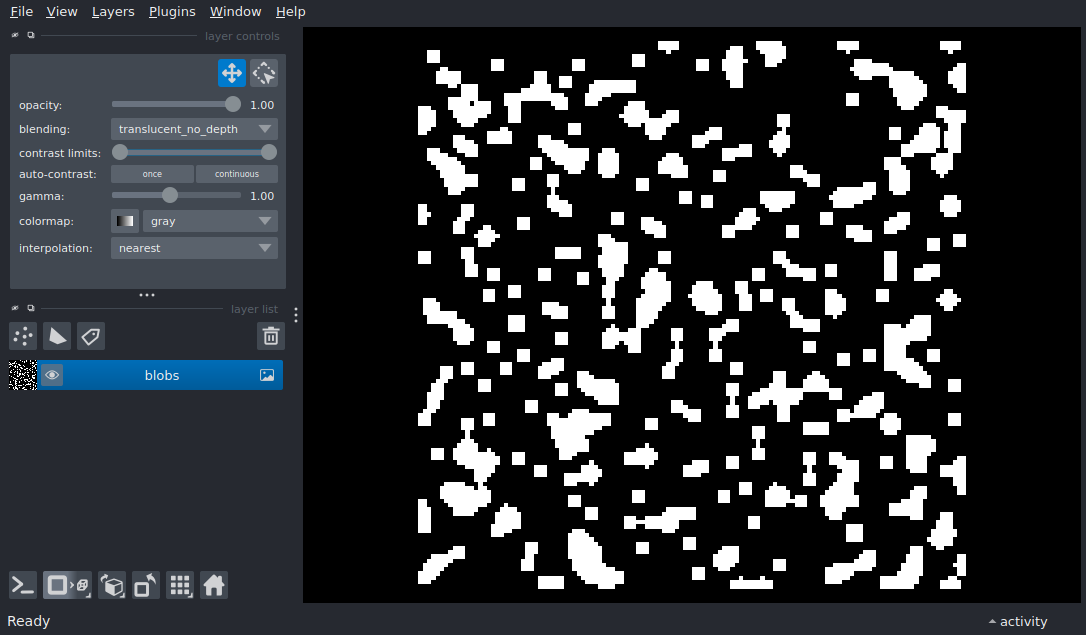 File View Layers Plugins Window Help
layer controls
opacity: 1.00
blending: translucent_no_depth
contrast limits:
auto-contrast: once continuous
gamma: 1.00
colormap: gray
interpolation: nearest
layer list
blobs
Ready activity